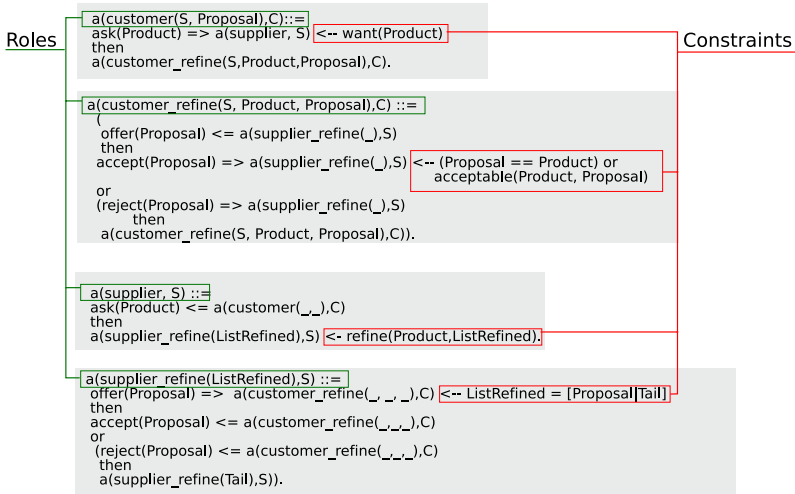 Roles
Constraints
a(customer(S, Proposal),C)::=
ask(Product) => a(supplier, S) <-- want(Product)
then
a(customer_refine(S,Product,Proposal),C).
a(customer_refine(S, Product, Proposal),C) ::=
(
offer(Proposal) <= a(supplier_refine(_),S)
then
accept(Proposal) => a(supplier_refine(_),S) <-- (Proposal == Product) or
acceptable(Product, Proposal)
or
(reject(Proposal) => a(supplier_refine(_),S)
then
a(customer_refine(S, Product, Proposal),C)).
a(supplier, S) ::=
ask(Product) <= a(customer(_,_),C)
then
a(supplier_refine(ListRefined),S) <- refine(Product,ListRefined).
a(supplier_refine(ListRefined),S) ::=
offer(Proposal) => a(customer_refine(_, _, _),C) <-- ListRefined = [Proposal|Tail]
then
accept(Proposal) <= a(customer_refine(_,_,_),C)
or
(reject(Proposal) <= a(customer_refine(_,_,_),C)
then
a(supplier_refine(Tail),S)).